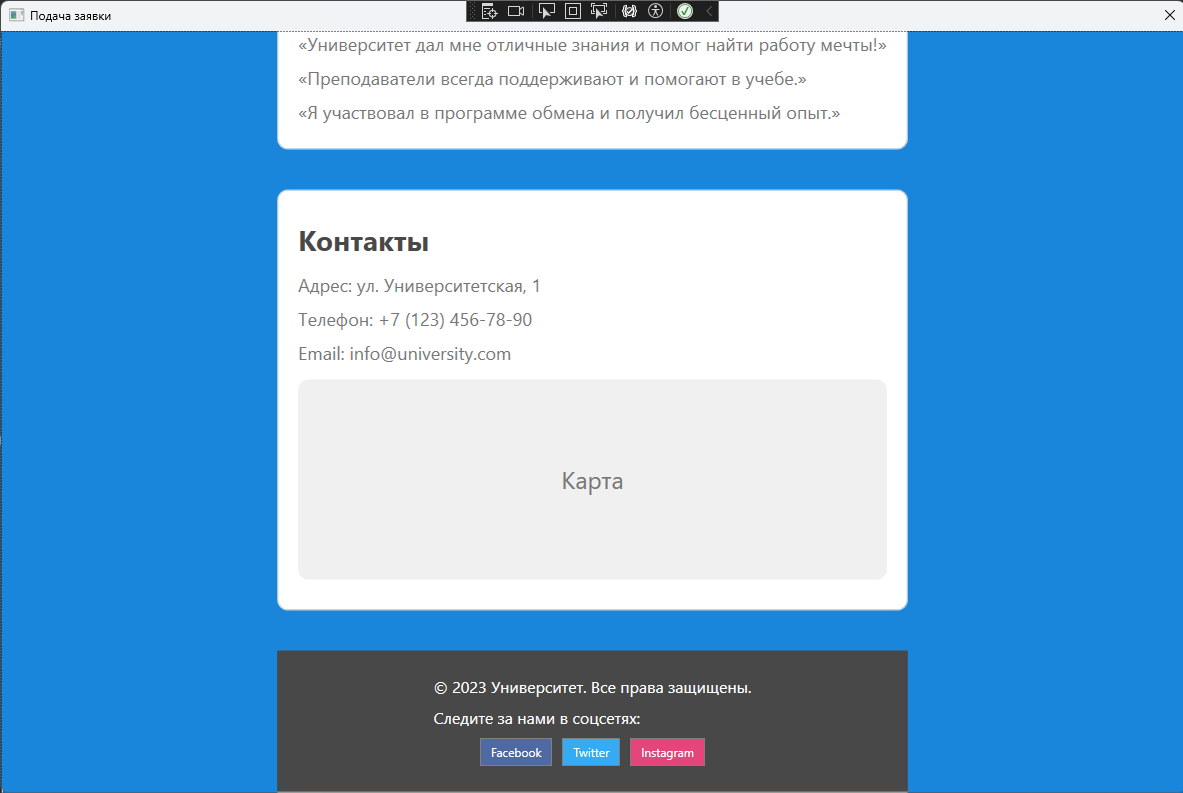 Подача заявки
«Университет дал мне отличные знания и помог найти работу мечты!»
«Преподаватели всегда поддерживают и помогают в учебе.»
«Я участвовал в программе обмена и получил бесценный опыт.»
Контакты
Адрес: ул. Университетская, 1
Телефон: +7 (123) 456-78-90
Email: info@university.com
Карта
© 2023 Университет. Все права защищены.
Следите за нами в соцсетях:
Facebook Twitter Instagram